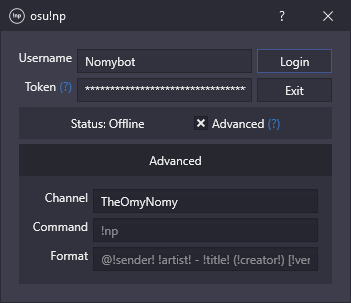 !np osu!np ?
Username Nomybot Login
Token (?) ******************************** Exit
Status: Offline Advanced (?)
Advanced
Channel TheOmyNomy
Command !np
Format @!sender! !artist! - !title! (!creator!) [!ver